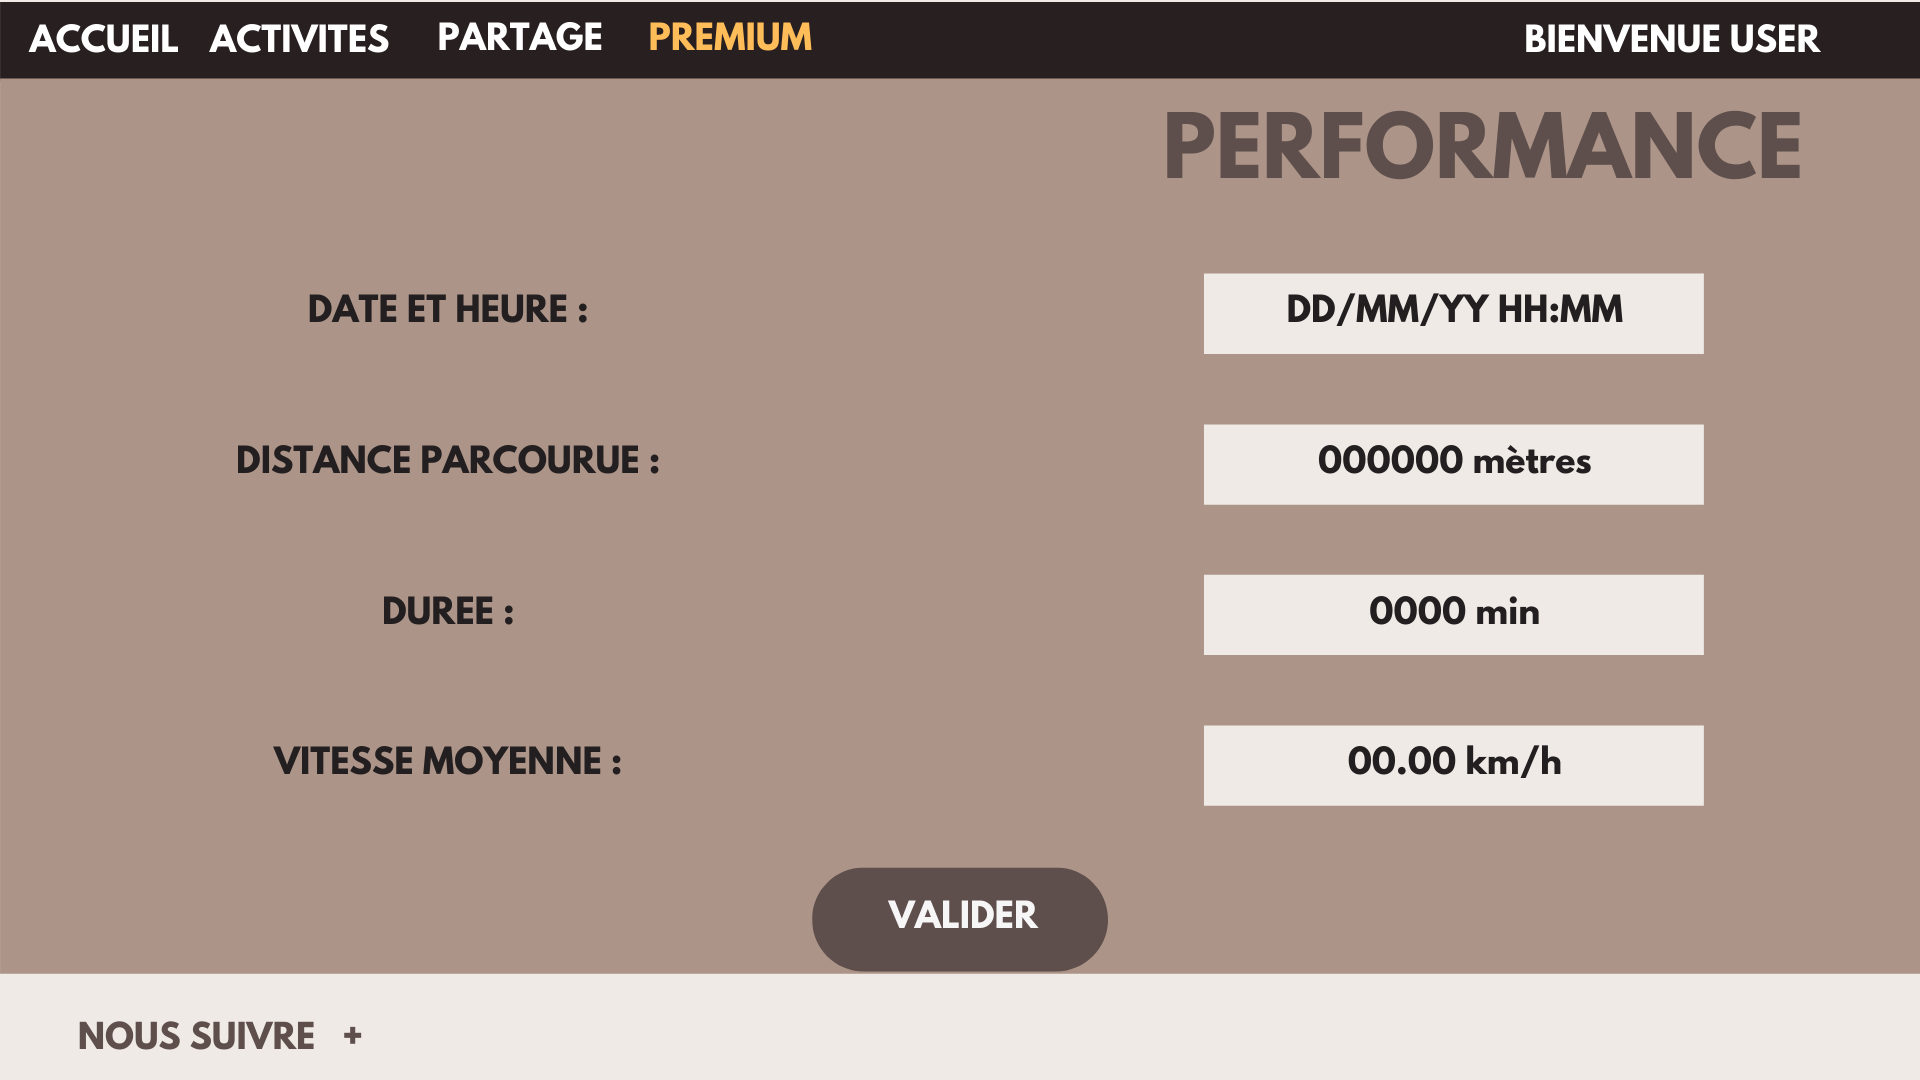 ACCUEIL ACTIVITES PARTAGE PREMIUM BIENVENUE USER
PERFORMANCE
DATE ET HEURE : DD/MM/YY HH:MM
DISTANCE PARCOURUE : 000000 mètres
DUREE : 0000 min
VITESSE MOYENNE : 00.00 km/h
VALIDER
NOUS SUIVRE +